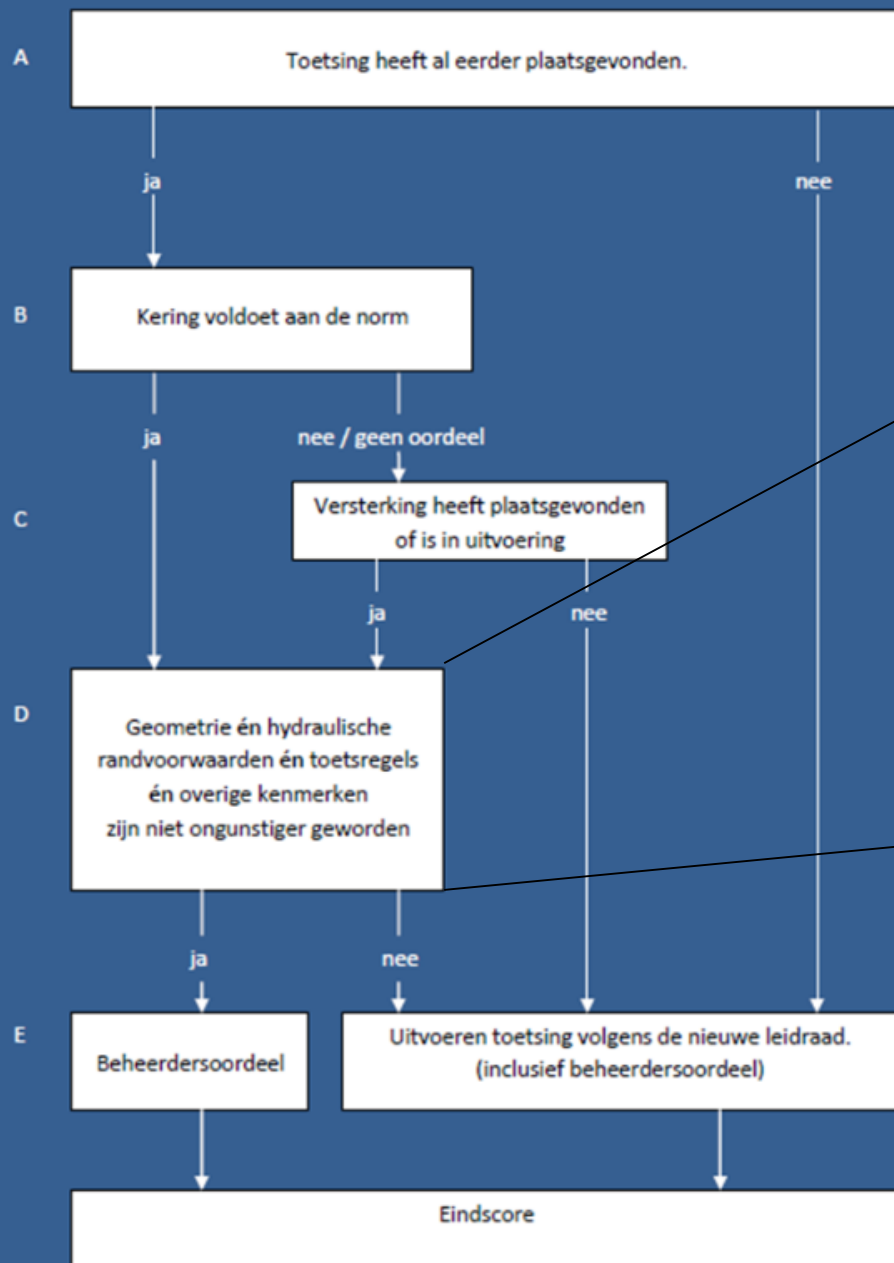 A
Toetsing heeft al eerder plaatsgevonden.
ja
nee
B
Kering voldoet aan de norm
ja
nee / geen oordeel
C
Versterking heeft plaatsgevonden
of is in uitvoering
ja
nee
D
Geometrie én hydraulische
randvoorwaarden én toetsregels
én overige kenmerken
zijn niet ongunstiger geworden
ja
nee
E
Beheerdersoordeel
Uitvoeren toetsing volgens de nieuwe leidraad.
(inclusief beheerdersoordeel)
Eindscore